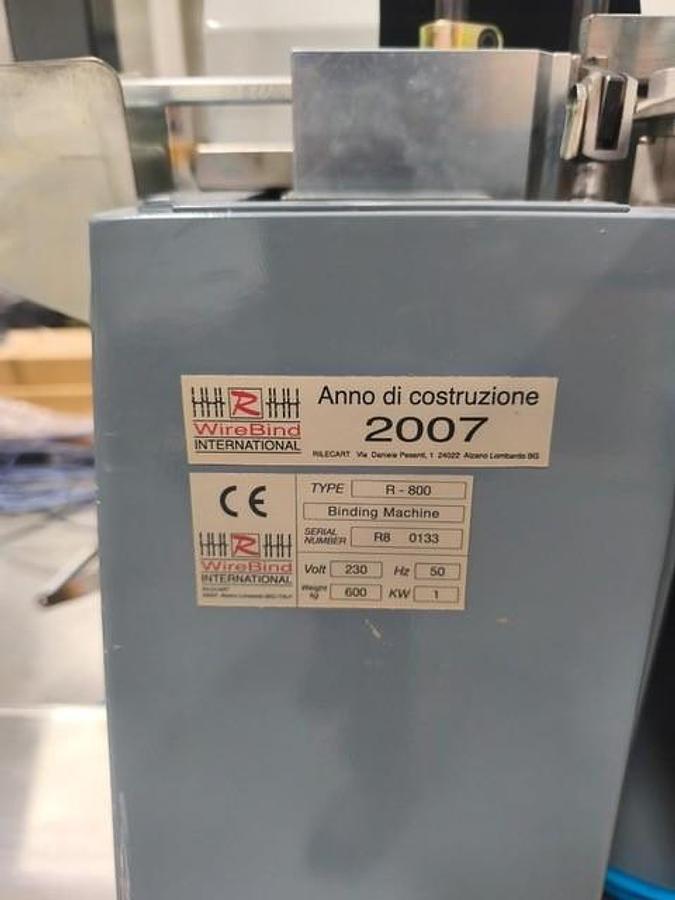 R
WireBind
INTERNATIONAL
Anno di costruzione
2007
RILECART Via Daniele Pesenti, 1 24022 Alzano Lombardo BG
CE
R
WireBind
INTERNATIONAL
TYPE R - 800
Binding Machine
SERIAL NUMBER R8 0133
Volt 230 Hz 50
Weight kg 600 KW 1